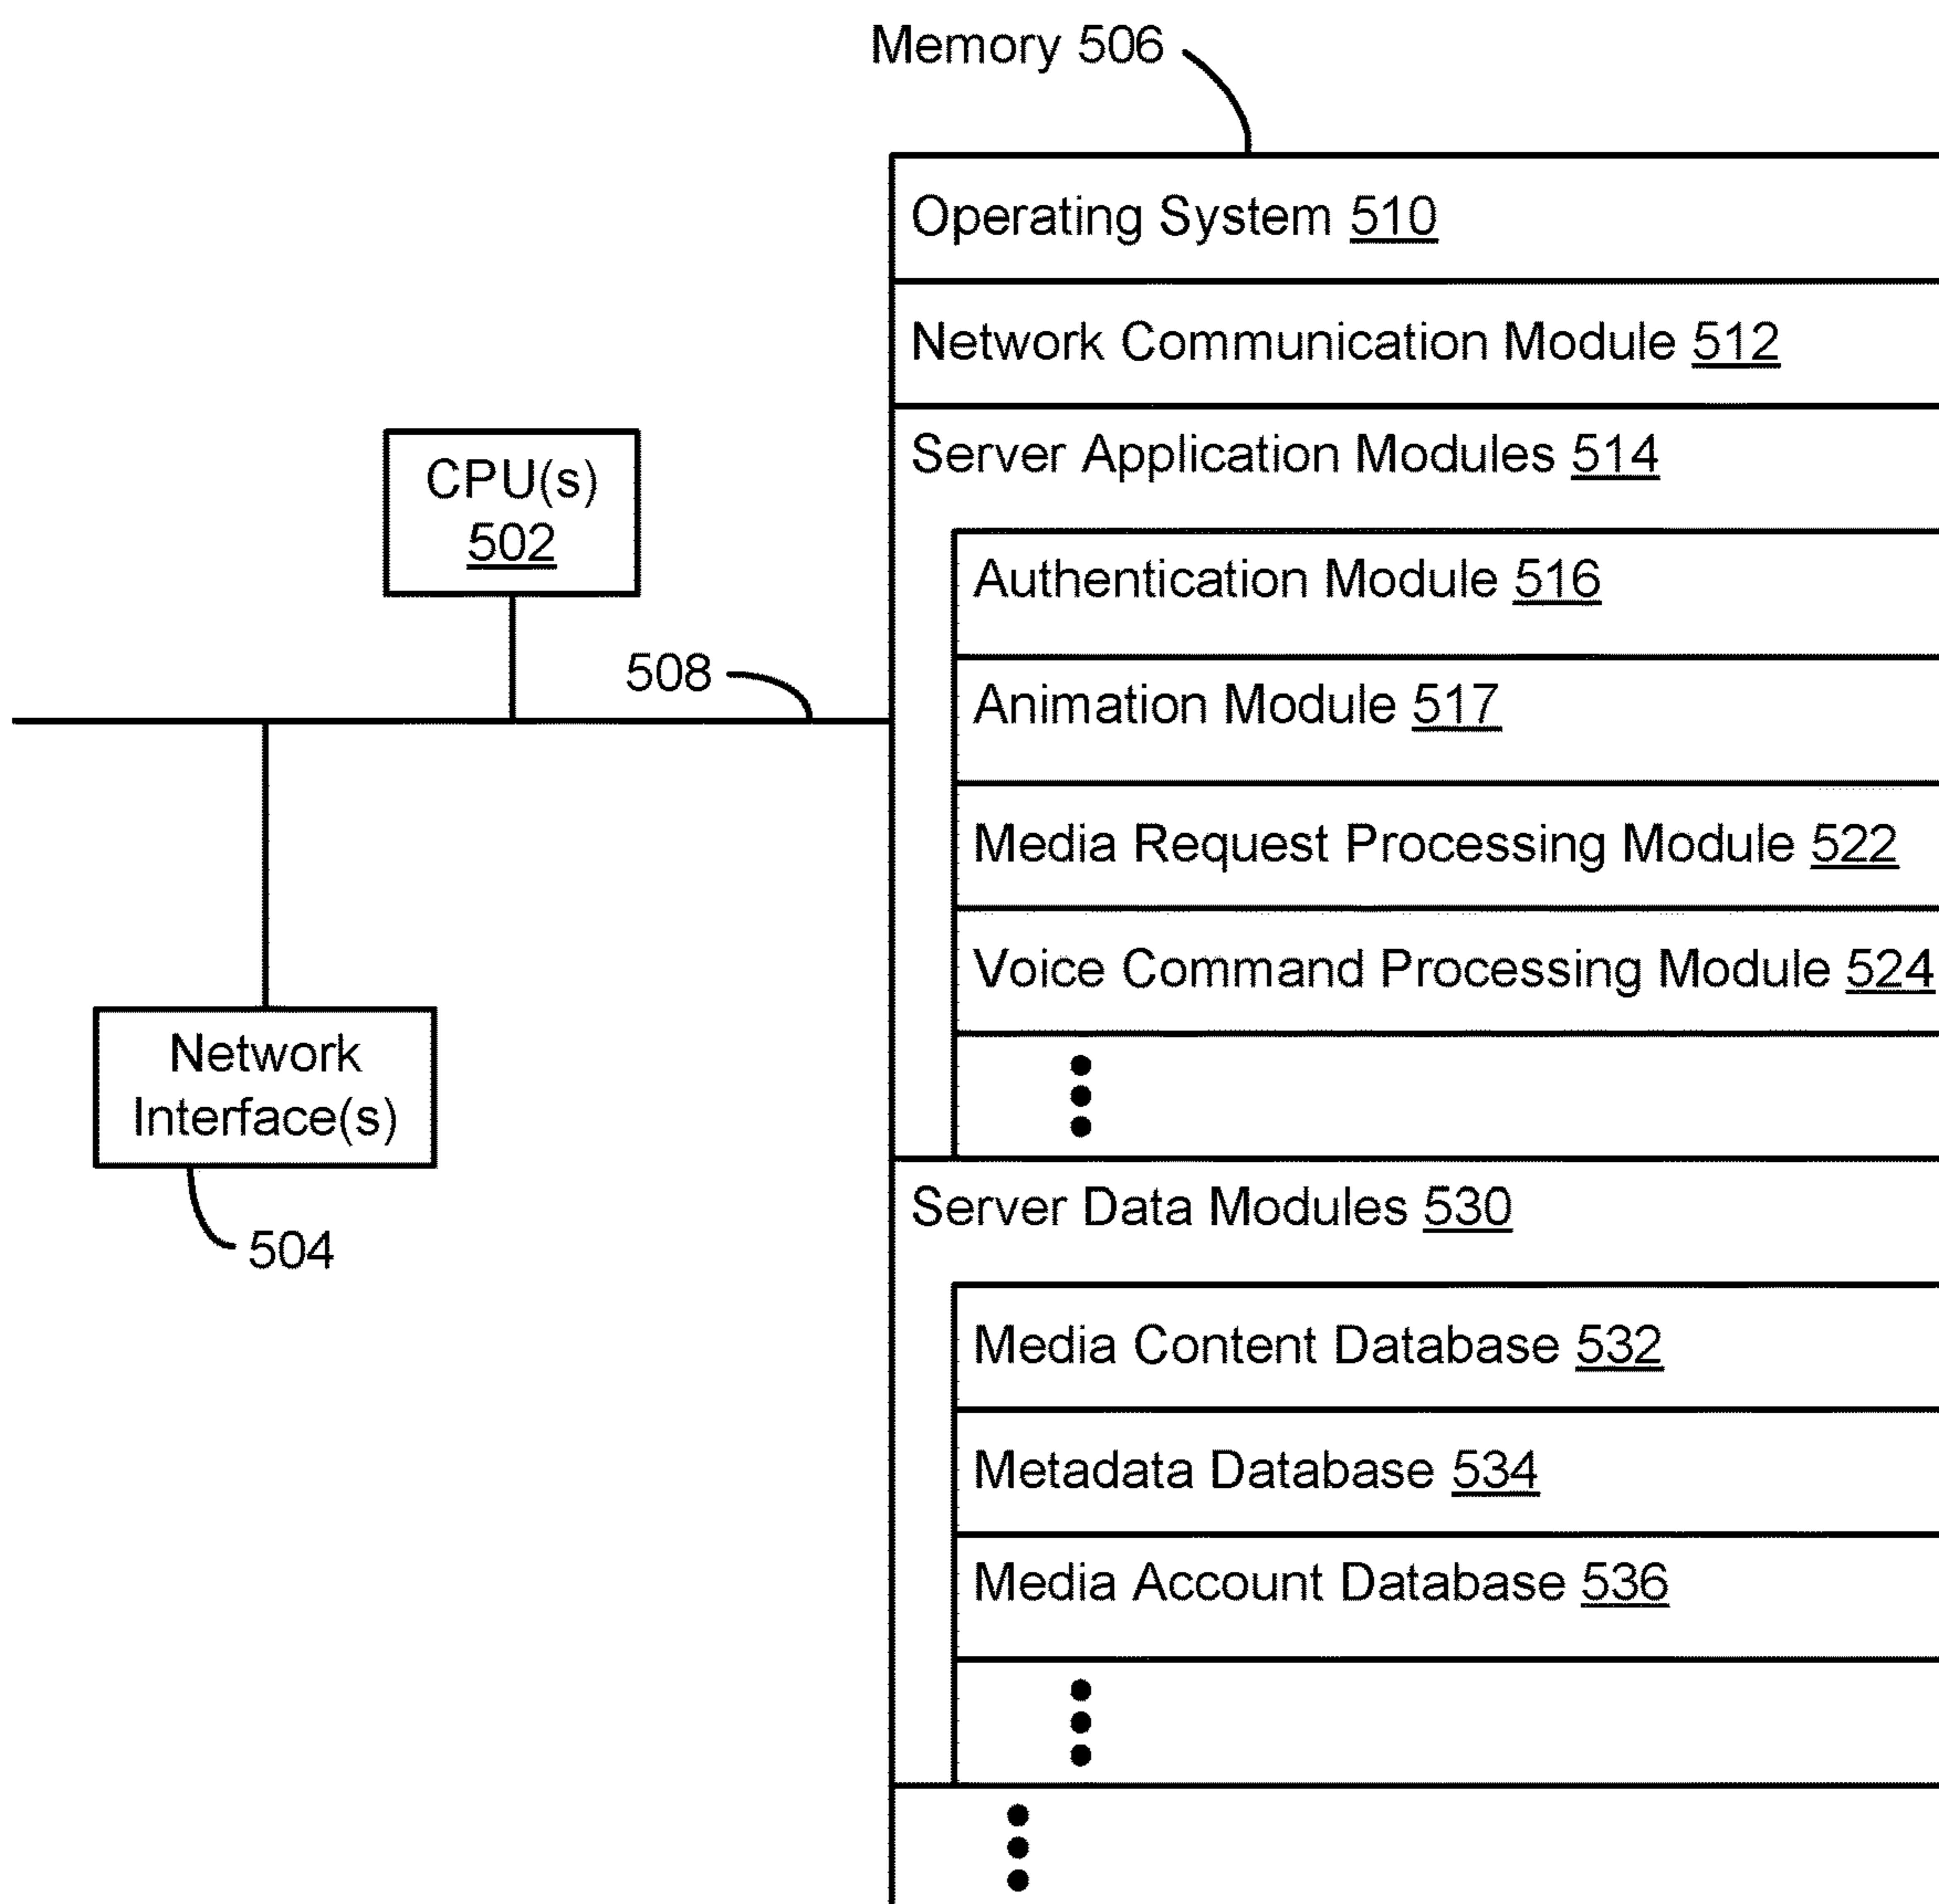 Memory 506
Operating System 510
Network Communication Module 512
Server Application Modules 514
CPU(s)
502
Authentication Module 516
508
Animation Module 517
Media Request Processing Module 522
Voice Command Processing Module 524
Network
Interface(s)
504
Server Data Modules 530
Media Content Database 532
Metadata Database 534
Media Account Database 536